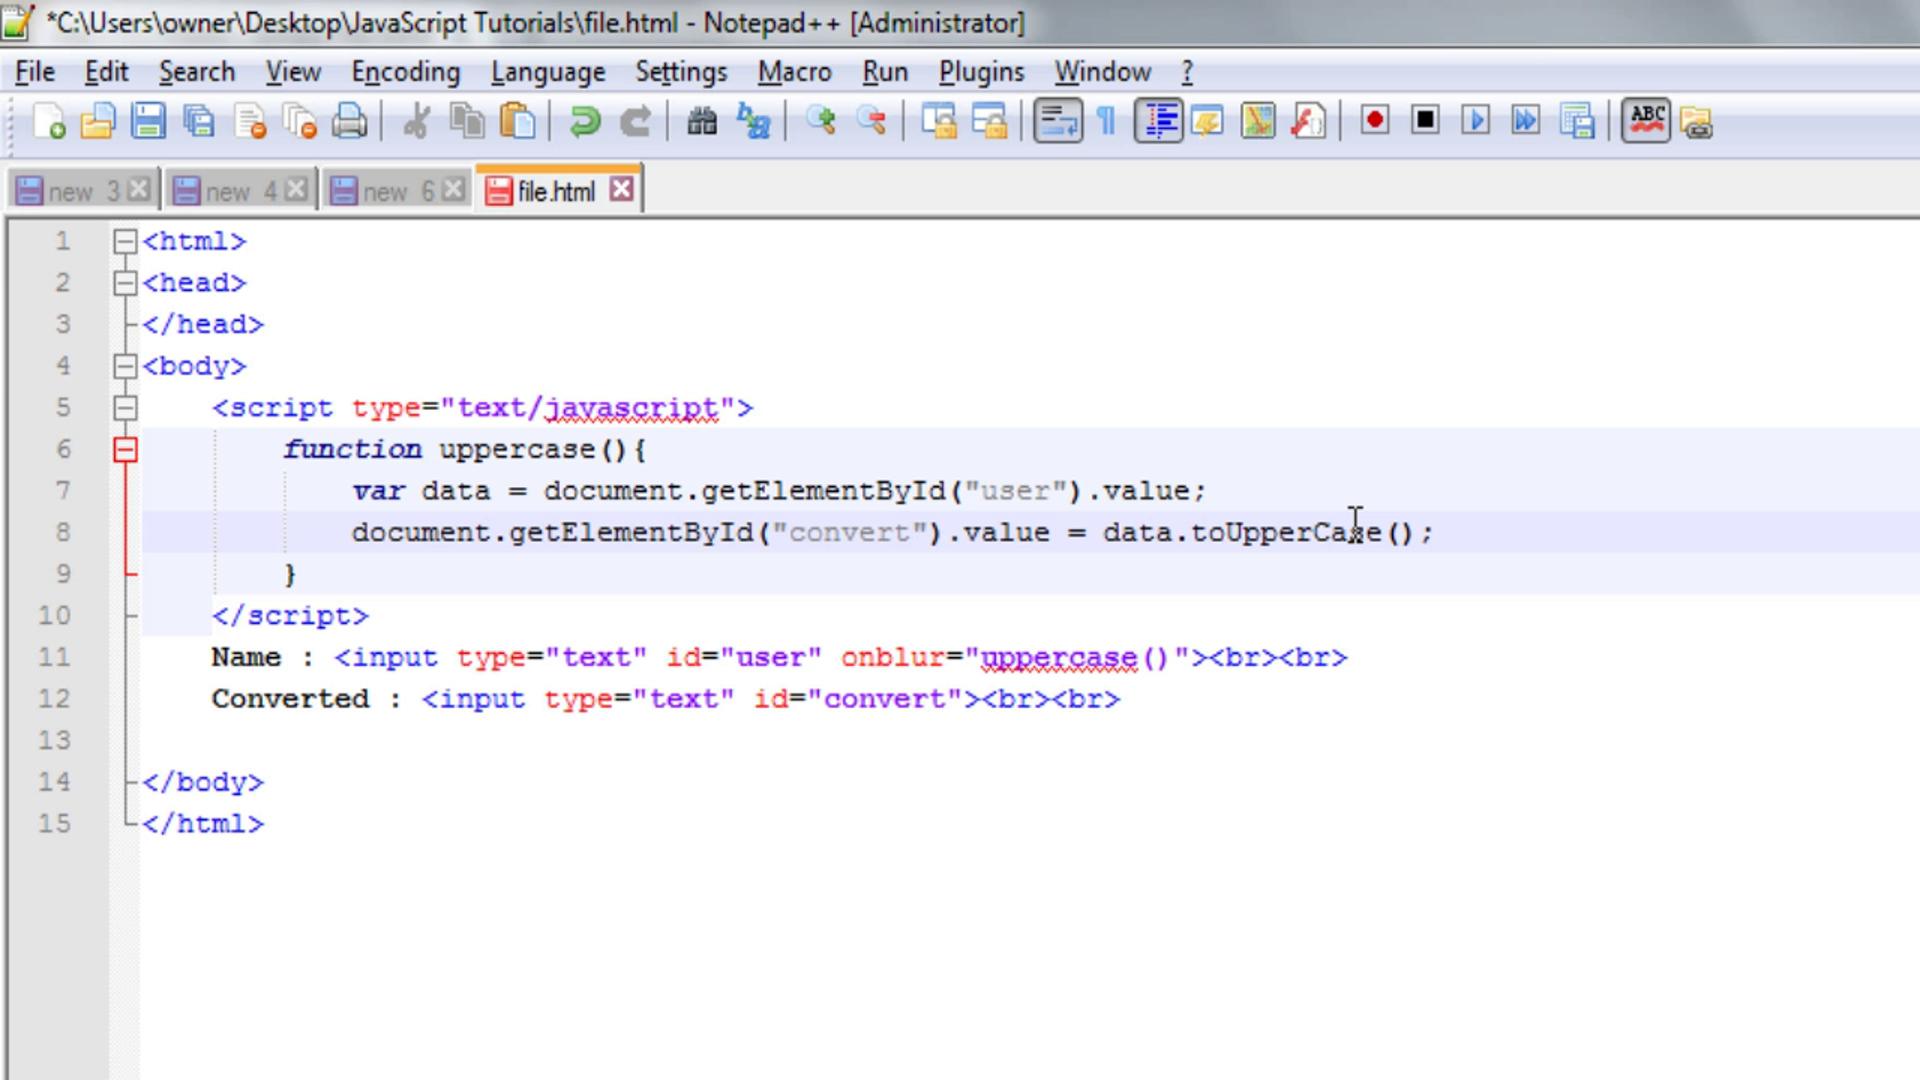 *C:\Users\owner\Desktop\JavaScript Tutorials\file.html - Notepad++ [Administrator]
File Edit Search View Encoding Language Settings Macro Run Plugins Window ?
ABC
new 3 new 4 new 6 file.html
1 <html>
2 <head>
3 </head>
4 <body>
5 <script type="text/javascript">
6 function uppercase(){
7 var data = document.getElementById("user").value;
8 document.getElementById("convert").value = data.toUpperCase();
9 }
10 </script>
11 Name : <input type="text" id="user" onblur="uppercase()"><br><br>
12 Converted : <input type="text" id="convert"><br><br>
13
14 </body>
15 </html>